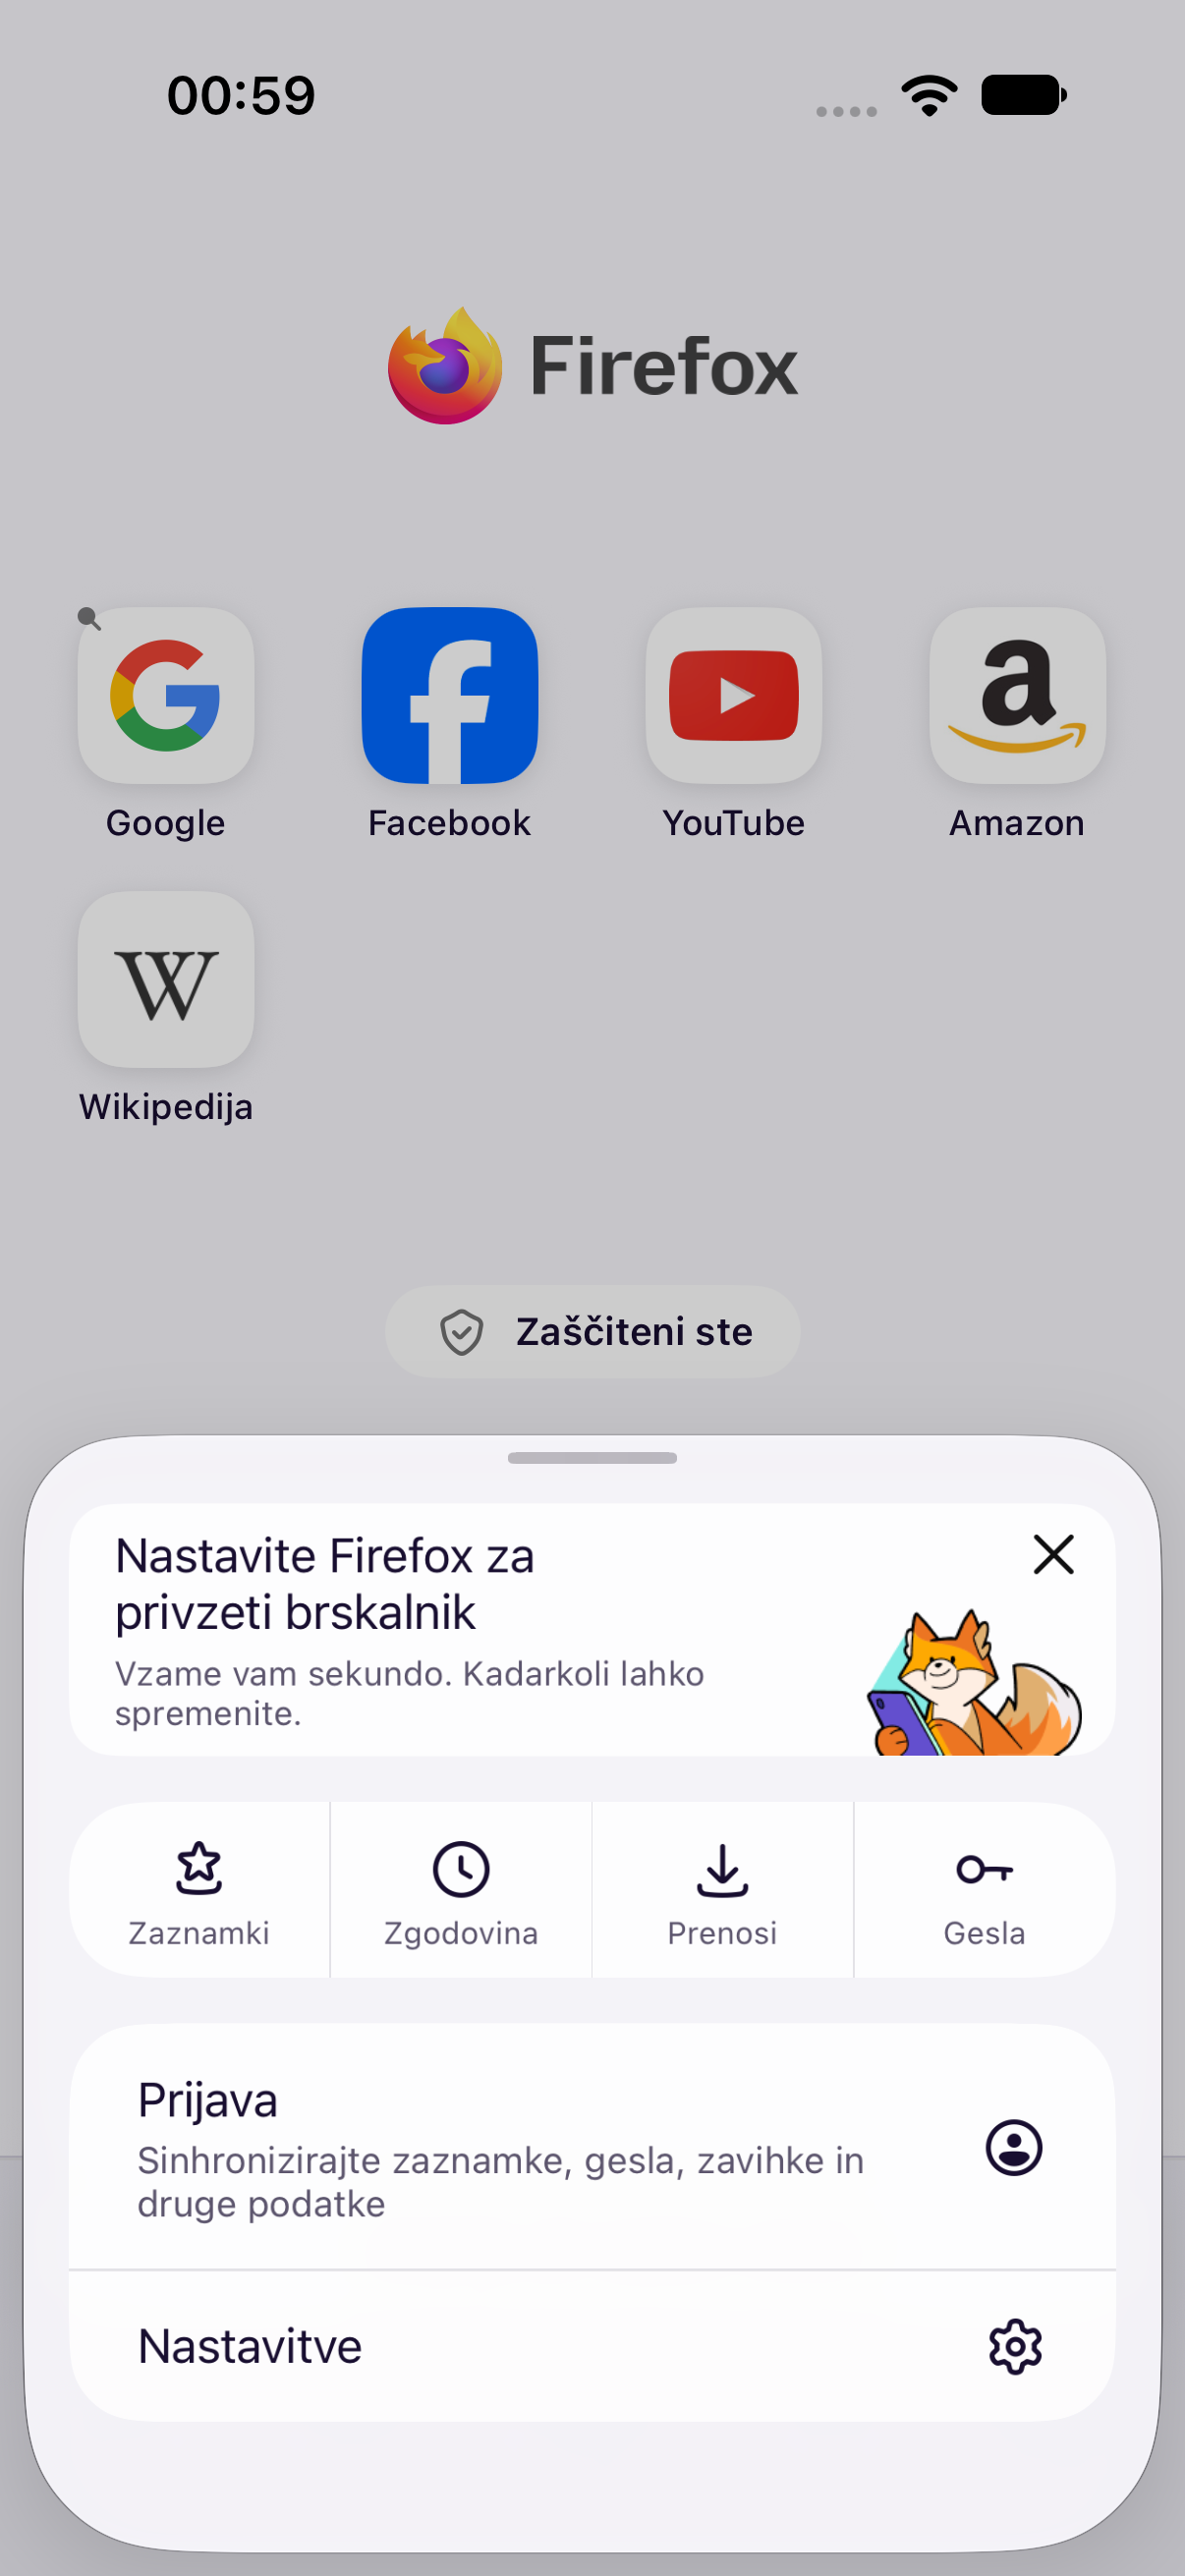 00:59
Firefox
Google
Facebook
YouTube
Amazon
Wikipedija
Zaščiteni ste
Nastavite Firefox za
privzeti brskalnik
Vzame vam sekundo. Kadarkoli lahko
spremenite.
Zaznamki
Zgodovina
Prenosi
Gesla
Prijava
Sinhronizirajte zaznamke, gesla, zavihke in
druge podatke
Nastavitve